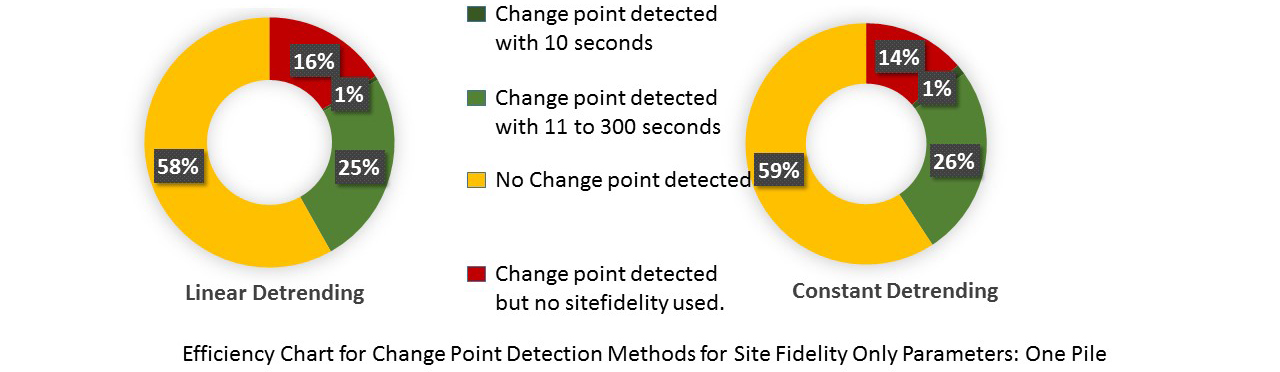 16%
1%
25%
58%
Linear Detrending
Change point detected
with 10 seconds
Change point detected
with 11 to 300 seconds
No Change point detected
Change point detected
but no sitefidelity used.
14%
1%
26%
59%
Constant Detrending
Efficiency Chart for Change Point Detection Methods for Site Fidelity Only Parameters: One Pile